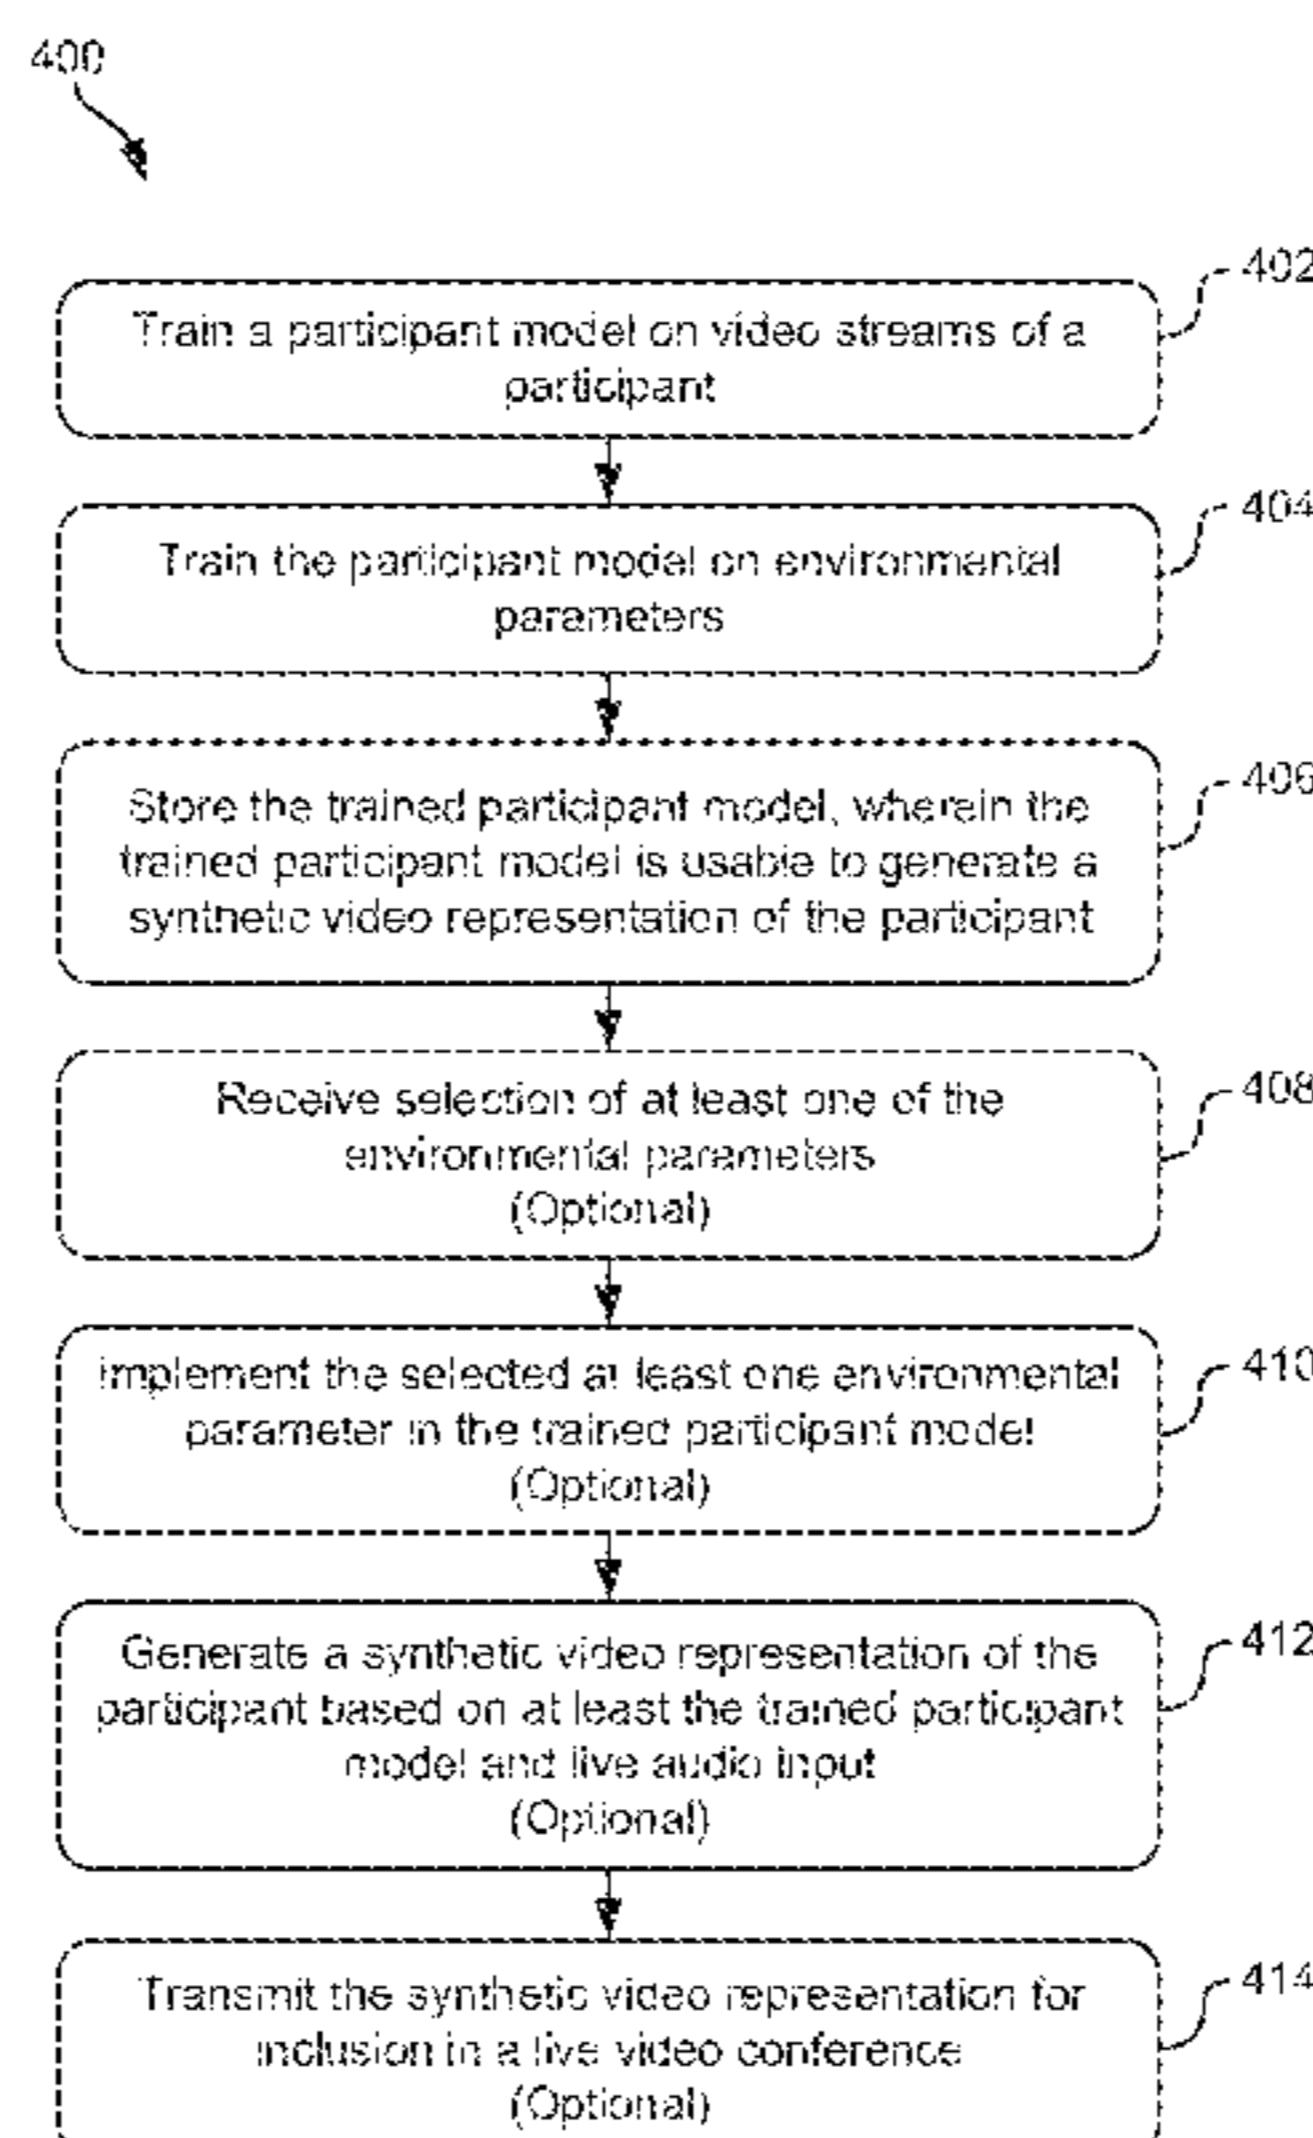 400
402
Train a participant model on video streams of a
participant
404
Train the participant model on environmental
parameters
406
Store the trained participant model, wherein the
trained participant model is usable to generate a
synthetic video representation of the participant
408
Receive selection of at least one of the
environmental parameters
(Optional)
410
Implement the selected at least one environmental
parameter in the trained participant model
(Optional)
412
Generate a synthetic video representation of the
participant based on at least the trained participant
model and live audio input
(Optional)
414
Transmit the synthetic video representation for
inclusion in a live video conference
(Optional)